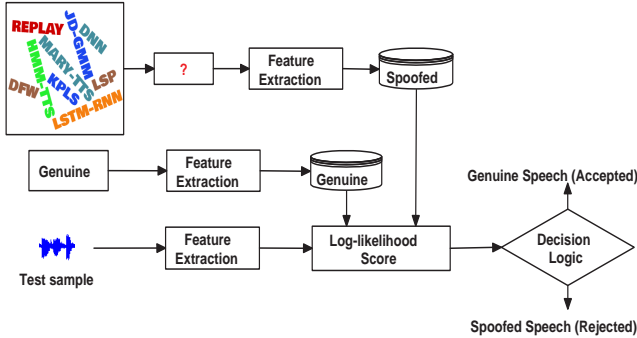 REPLAY
JD-GMM
DNN
MARY-TTS
HMM-TTS
KPLS
LSP
DFW
LSTM-RNN
?
Feature
Extraction
Spoofed
Genuine
Feature
Extraction
Genuine
Genuine Speech (Accepted)
Test sample
Feature
Extraction
Log-likelihood
Score
Decision
Logic
Spoofed Speech (Rejected)